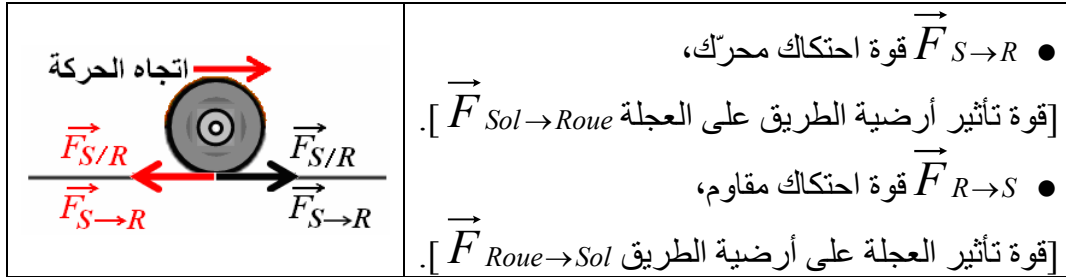 ● F⃗ S→R قوة احتكاك محرّك،
[قوة تأثير أرضية الطريق على العجلة F⃗ Sol→Roue ].
● F⃗ R→S قوة احتكاك مقاوم،
[قوة تأثير العجلة على أرضية الطريق F⃗ Roue→Sol ].
اتجاه الحركة
F⃗S/R F⃗S/R
F⃗S→R F⃗S→R